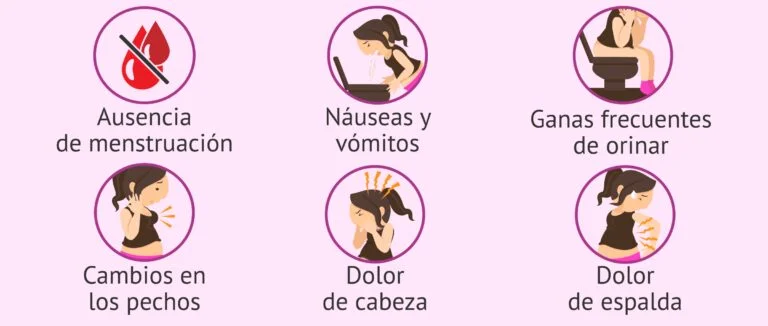 Ausencia
de menstruación
Náuseas y
vómitos
Ganas frecuentes
de orinar
Cambios en
los pechos
Dolor
de cabeza
Dolor
de espalda